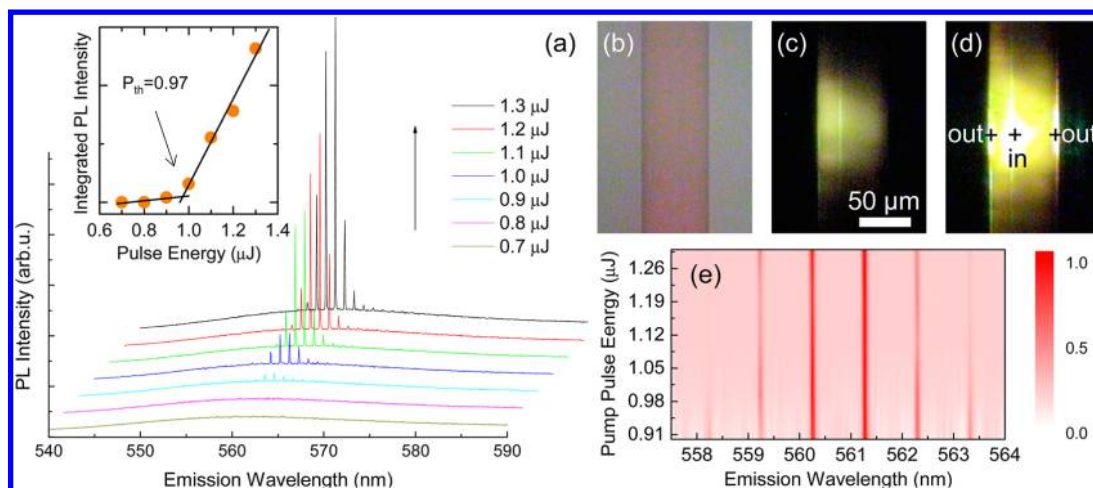 (a)
Integrated PL Intensity
P_th=0.97
0.6 0.8 1.0 1.2 1.4
Pulse Energy (μJ)
1.3 μJ
1.2 μJ
1.1 μJ
1.0 μJ
0.9 μJ
0.8 μJ
0.7 μJ
PL Intensity (arb.u.)
540 550 560 570 580 590
Emission Wavelength (nm)
(b)
(c)
50 μm
(d)
out
in
out
(e)
Pump Pulse Eenrgy (μJ)
1.26
1.19
1.12
1.05
0.98
0.91
558 559 560 561 562 563 564
Emission Wavelength (nm)
1.0
0.5
0.0